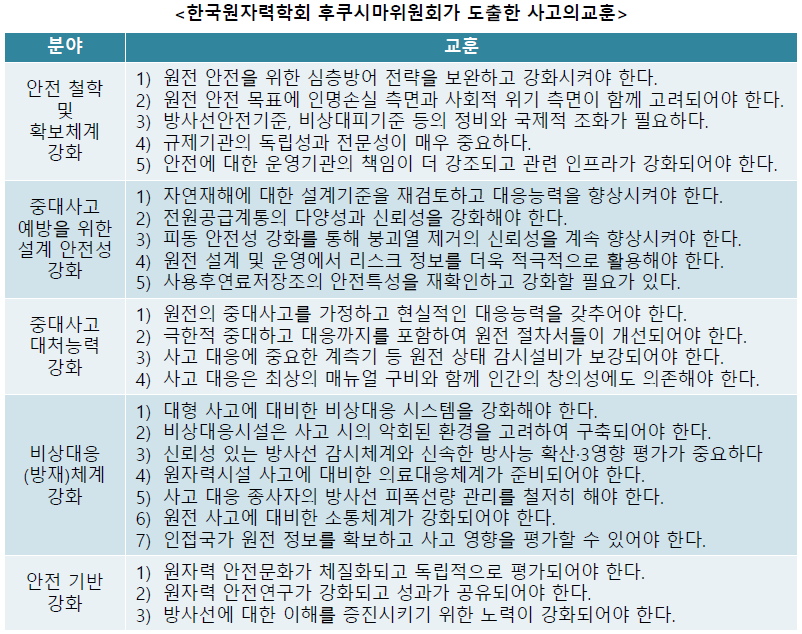 <한국원자력학회 후쿠시마위원회가 도출한 사고의교훈>
분야 교훈
안전 철학
및
확보체계
강화
1) 원전 안전을 위한 심층방어 전략을 보완하고 강화시켜야 한다.
2) 원전 안전 목표에 인명손실 측면과 사회적 위기 측면이 함께 고려되어야 한다.
3) 방사선안전기준, 비상대피기준 등의 정비와 국제적 조화가 필요하다.
4) 규제기관의 독립성과 전문성이 매우 중요하다.
5) 안전에 대한 운영기관의 책임이 더 강조되고 관련 인프라가 강화되어야 한다.
중대사고
예방을 위한
설계 안전성
강화
1) 자연재해에 대한 설계기준을 재검토하고 대응능력을 향상시켜야 한다.
2) 전원공급계통의 다양성과 신뢰성을 강화해야 한다.
3) 피동 안전성 강화를 통해 붕괴열 제거의 신뢰성을 계속 향상시켜야 한다.
4) 원전 설계 및 운영에서 리스크 정보를 더욱 적극적으로 활용해야 한다.
5) 사용후연료저장조의 안전특성을 재확인하고 강화할 필요가 있다.
중대사고
대처능력
강화
1) 원전의 중대사고를 가정하고 현실적인 대응능력을 갖추어야 한다.
2) 극한적 중대하고 대응까지를 포함하여 원전 절차서들이 개선되어야 한다.
3) 사고 대응에 중요한 계측기 등 원전 상태 감시설비가 보강되어야 한다.
4) 사고 대응은 최상의 매뉴얼 구비와 함께 인간의 창의성에도 의존해야 한다.
비상대응
(방재)체계
강화
1) 대형 사고에 대비한 비상대응 시스템을 강화해야 한다.
2) 비상대응시설은 사고 시의 악회된 환경을 고려하여 구축되어야 한다.
3) 신뢰성 있는 방사선 감시체계와 신속한 방사능 확산·3영향 평가가 중요하다
4) 원자력시설 사고에 대비한 의료대응체계가 준비되어야 한다.
5) 사고 대응 종사자의 방사선 피폭선량 관리를 철저히 해야 한다.
6) 원전 사고에 대비한 소통체계가 강화되어야 한다.
7) 인접국가 원전 정보를 확보하고 사고 영향을 평가할 수 있어야 한다.
안전 기반
강화
1) 원자력 안전문화가 체질화되고 독립적으로 평가되어야 한다.
2) 원자력 안전연구가 강화되고 성과가 공유되어야 한다.
3) 방사선에 대한 이해를 증진시키기 위한 노력이 강화되어야 한다.